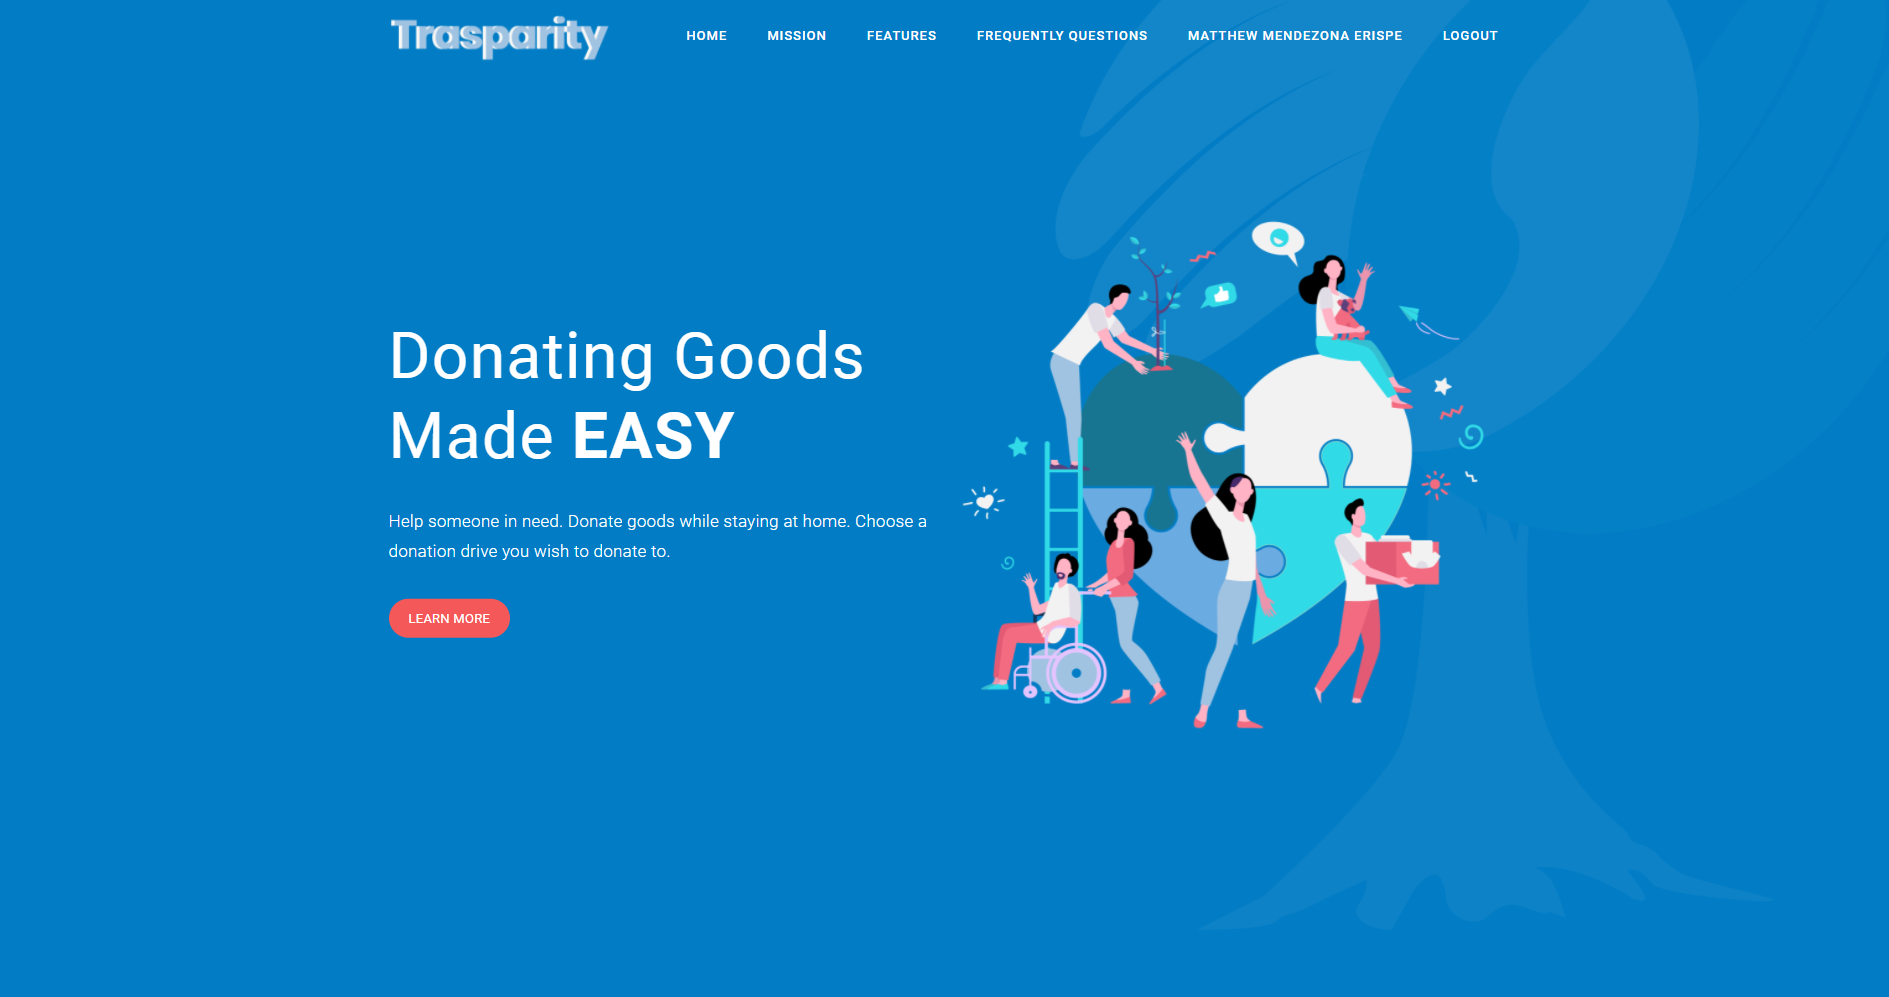 Trasparity
HOME
MISSION
FEATURES
FREQUENTLY QUESTIONS
MATTHEW MENDEZONA ERISPE
LOGOUT
Donating Goods
Made EASY
Help someone in need. Donate goods while staying at home. Choose a
donation drive you wish to donate to.
LEARN MORE